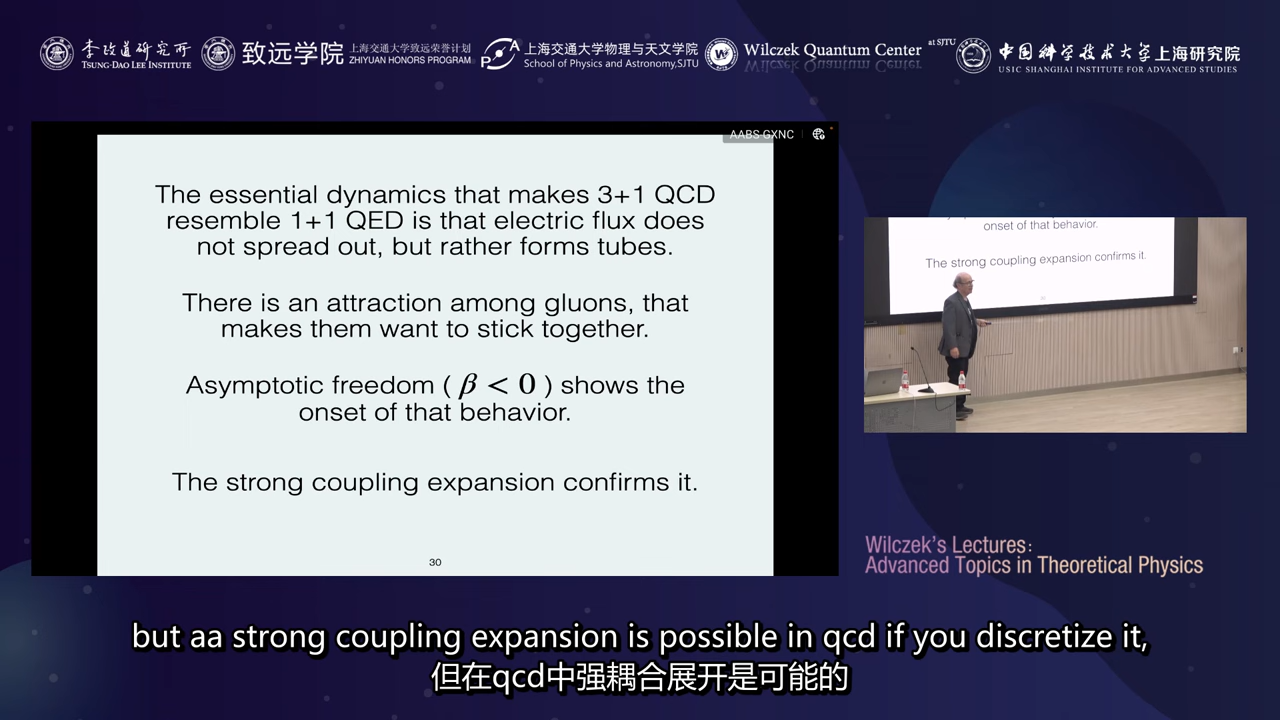 李政道研究所
TSUNG-DAO LEE INSTITUTE
致远学院
上海交通大学致远荣誉计划
ZHIYUAN HONORS PROGRAM
上海交通大学物理与天文学院
School of Physics and Astronomy,SJTU
Wilczek Quantum Center
at SJTU
中国科学技术大学上海研究院
USTC SHANGHAI INSTITUTE FOR ADVANCED STUDIES
AABS-GXNC
The essential dynamics that makes 3+1 QCD
resemble 1+1 QED is that electric flux does
not spread out, but rather forms tubes.
There is an attraction among gluons, that
makes them want to stick together.
Asymptotic freedom ( β < 0 ) shows the
onset of that behavior.
The strong coupling expansion confirms it.
30
onset of that behavior.
The strong coupling expansion confirms it.
Wilczek's Lectures:
Advanced Topics in Theoretical Physics
but aa strong coupling expansion is possible in qcd if you discretize it,
但在qcd中强耦合展开是可能的